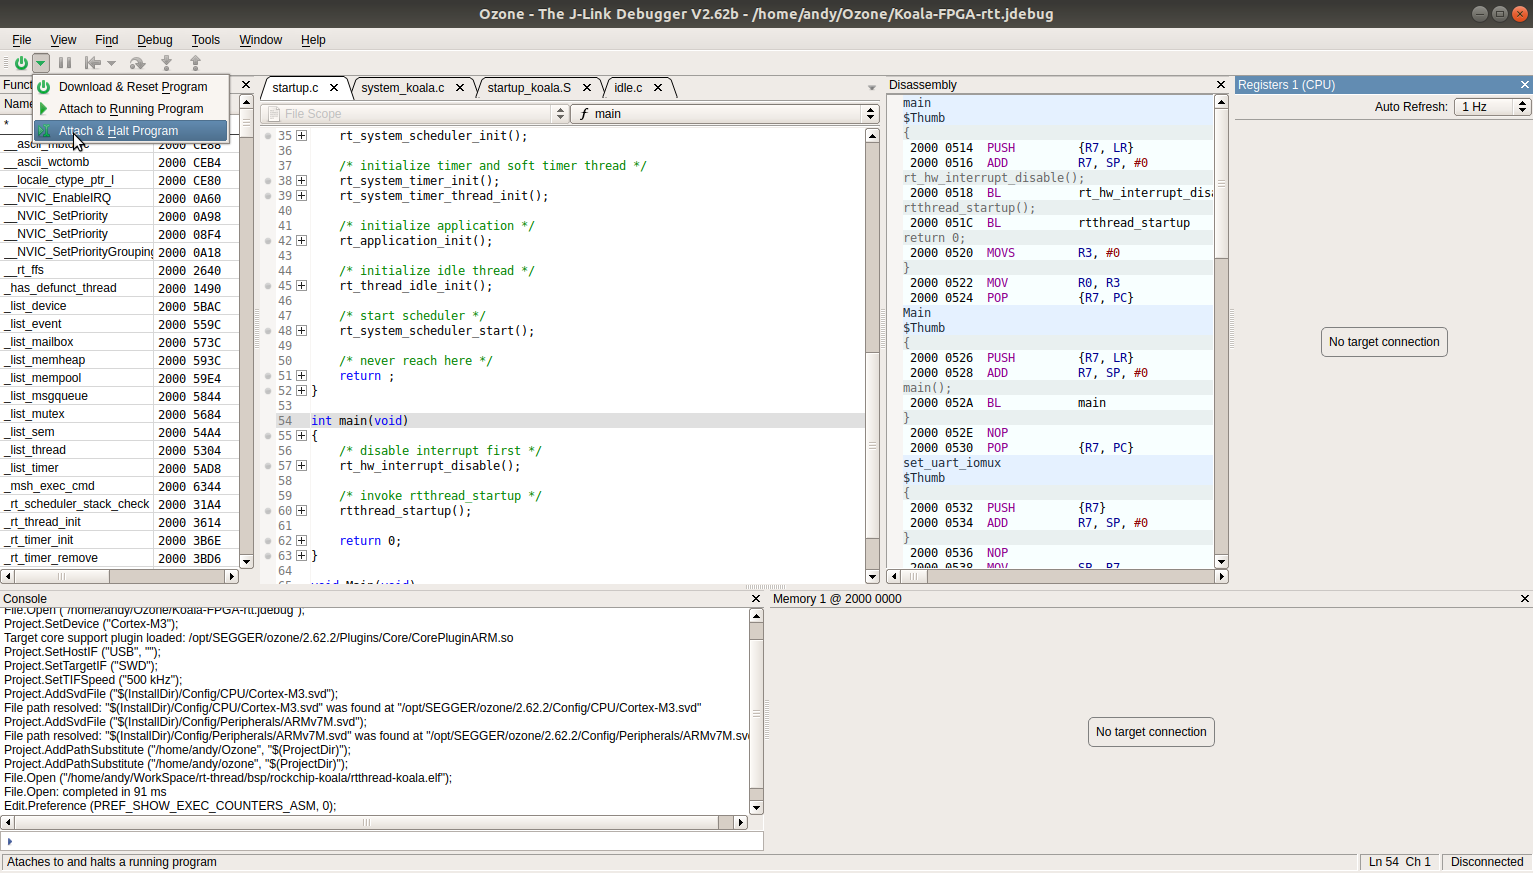 Ozone - The J-Link Debugger V2.62b - /home/andy/Ozone/Koala-FPGA-rtt.jdebug
File View Find Debug Tools Window Help
Download & Reset Program
Attach to Running Program
Attach & Halt Program
Funct
Name
*
__ascii_mbtowc 2000 CE88
__ascii_wctomb 2000 CEB4
__locale_ctype_ptr_l 2000 CE80
__NVIC_EnableIRQ 2000 0A60
__NVIC_SetPriority 2000 0A98
__NVIC_SetPriority 2000 08F4
__NVIC_SetPriorityGrouping 2000 0A18
__rt_ffs 2000 2640
_has_defunct_thread 2000 1490
_list_device 2000 5BAC
_list_event 2000 559C
_list_mailbox 2000 573C
_list_memheap 2000 593C
_list_mempool 2000 59E4
_list_msgqueue 2000 5844
_list_mutex 2000 5684
_list_sem 2000 54A4
_list_thread 2000 5304
_list_timer 2000 5AD8
_msh_exec_cmd 2000 6344
_rt_scheduler_stack_check 2000 31A4
_rt_thread_init 2000 3614
_rt_timer_init 2000 3B6E
_rt_timer_remove 2000 3BD6
startup.c system_koala.c startup_koala.S idle.c
File Scope ƒ main
35 rt_system_scheduler_init();
36
37 /* initialize timer and soft timer thread */
38 rt_system_timer_init();
39 rt_system_timer_thread_init();
40
41 /* initialize application */
42 rt_application_init();
43
44 /* initialize idle thread */
45 rt_thread_idle_init();
46
47 /* start scheduler */
48 rt_system_scheduler_start();
49
50 /* never reach here */
51 return ;
52 }
53
54 int main(void)
55 {
56 /* disable interrupt first */
57 rt_hw_interrupt_disable();
58
59 /* invoke rtthread_startup */
60 rtthread_startup();
61
62 return 0;
63 }
64
65 void Main(void)
Disassembly
main
$Thumb
{
2000 0514 PUSH {R7, LR}
2000 0516 ADD R7, SP, #0
rt_hw_interrupt_disable();
2000 0518 BL rt_hw_interrupt_disa
rtthread_startup();
2000 051C BL rtthread_startup
return 0;
2000 0520 MOVS R3, #0
}
2000 0522 MOV R0, R3
2000 0524 POP {R7, PC}
Main
$Thumb
{
2000 0526 PUSH {R7, LR}
2000 0528 ADD R7, SP, #0
main();
2000 052A BL main
}
2000 052E NOP
2000 0530 POP {R7, PC}
set_uart_iomux
$Thumb
{
2000 0532 PUSH {R7}
2000 0534 ADD R7, SP, #0
}
2000 0536 NOP
2000 0538 MOV SP, R7
Registers 1 (CPU)
Auto Refresh: 1 Hz
No target connection
Console
File.Open ("/home/andy/Ozone/Koala-FPGA-rtt.jdebug");
Project.SetDevice ("Cortex-M3");
Target core support plugin loaded: /opt/SEGGER/ozone/2.62.2/Plugins/Core/CorePluginARM.so
Project.SetHostIF ("USB", "");
Project.SetTargetIF ("SWD");
Project.SetTIFSpeed ("500 kHz");
Project.AddSvdFile ("$(InstallDir)/Config/CPU/Cortex-M3.svd");
File path resolved: "$(InstallDir)/Config/CPU/Cortex-M3.svd" was found at "/opt/SEGGER/ozone/2.62.2/Config/CPU/Cortex-M3.svd"
Project.AddSvdFile ("$(InstallDir)/Config/Peripherals/ARMv7M.svd");
File path resolved: "$(InstallDir)/Config/Peripherals/ARMv7M.svd" was found at "/opt/SEGGER/ozone/2.62.2/Config/Peripherals/ARMv7M.sv
Project.AddPathSubstitute ("/home/andy/Ozone", "$(ProjectDir)");
Project.AddPathSubstitute ("/home/andy/ozone", "$(ProjectDir)");
File.Open ("/home/andy/WorkSpace/rt-thread/bsp/rockchip-koala/rtthread-koala.elf");
File.Open: completed in 91 ms
Edit.Preference (PREF_SHOW_EXEC_COUNTERS_ASM, 0);
Memory 1 @ 2000 0000
No target connection
Ataches to and halts a running program
Ln 54 Ch 1 Disconnected